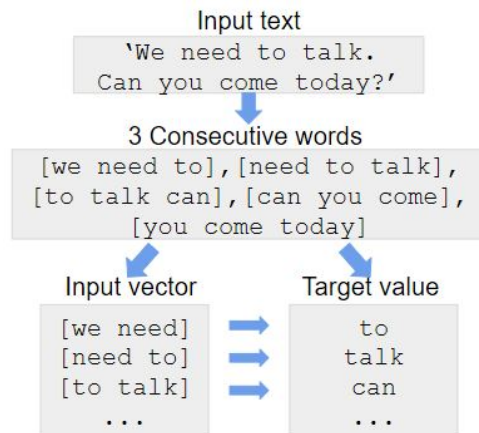 Input text
‘We need to talk.
Can you come today?’
3 Consecutive words
[we need to],[need to talk],
[to talk can],[can you come],
[you come today]
Input vector
Target value
[we need]
to
[need to]
talk
[to talk]
can
...
...